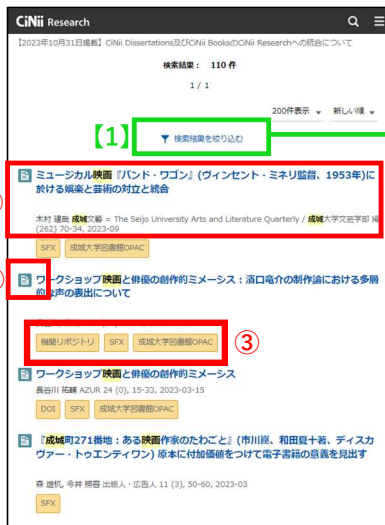 CiNii Research
【2023年10月31日掲載】CiNii Dissertations及びCiNii BooksのCiNii Researchへの統合について
検索結果： 110 件
1 / 1
200件表示 新しい順
【1】
検索結果を絞り込む
ミュージカル映画『バンド・ワゴン』(ヴィンセント・ミネリ監督、1953年)に
於ける娯楽と芸術の対立と統合
木村 建哉 成城文藝 = The Seijo University Arts and Literature Quarterly / 成城大学文芸学部 編
(262) 70-34, 2023-09
SFX 成城大学図書館OPAC
ワークショップ映画と俳優の創作的ミメーシス：濱口竜介の制作論における多層
的な声の表出について
機関リポジトリ SFX 成城大学図書館OPAC
③
ワークショップ映画と俳優の創作的ミメーシス
長谷川 祐輔 AZUR 24 (0), 15-33, 2023-03-15
DOI SFX 成城大学図書館OPAC
『成城町271番地：ある映画作家のたわごと』(市川崑、和田夏十著、ディスカ
ヴァー・トゥエンティワン) 原本に付加価値をつけて電子書籍の意義を見出す
森 遊机, 今井 照容 出版人・広告人 11 (3), 50-60, 2023-03
SFX